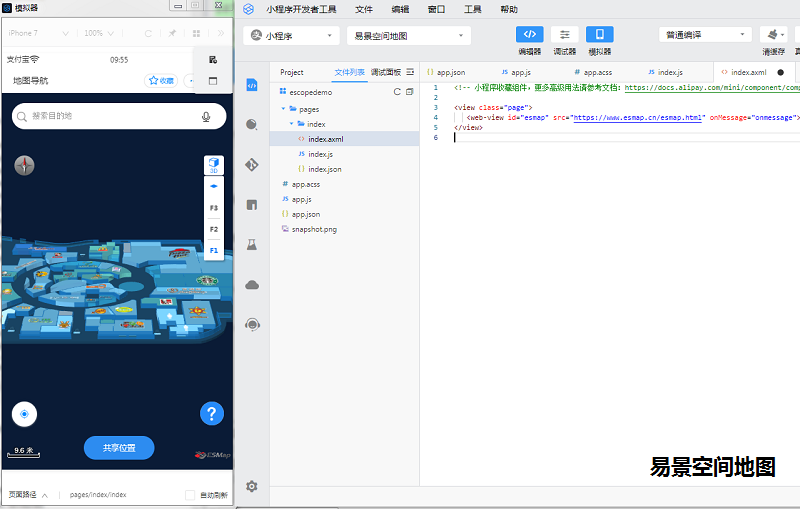 模拟器
iPhone 7
100%
支付宝
09:55
地图导航
收藏
搜索目的地
3D
F3
F2
F1
9.6 米
共享位置
?
ESMap
页面路径
pages/index/index
自动刷新
小程序开发者工具 文件 编辑 窗口 工具 帮助
小程序
易景空间地图
编辑器
调试器
模拟器
普通编译
清缓存
Project 文件列表 调试面板
escopedemo
pages
index
index.axml
index.js
index.json
app.acss
app.js
app.json
snapshot.png
app.json
app.js
app.acss
index.js
index.axml
1 <!-- 小程序收藏组件，更多高级用法请参考文档: https://docs.alipay.com/mini/component/comp
2
3 <view class="page">
4 <web-view id="esmap" src="https://www.esmap.cn/esmap.html" onMessage="onmessage">
5 </view>
6
易景空间地图